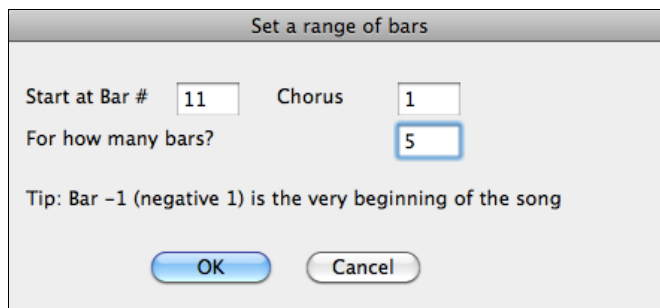 Set a range of bars
Start at Bar # 11 Chorus 1
For how many bars? 5
Tip: Bar -1 (negative 1) is the very beginning of the song
OK Cancel